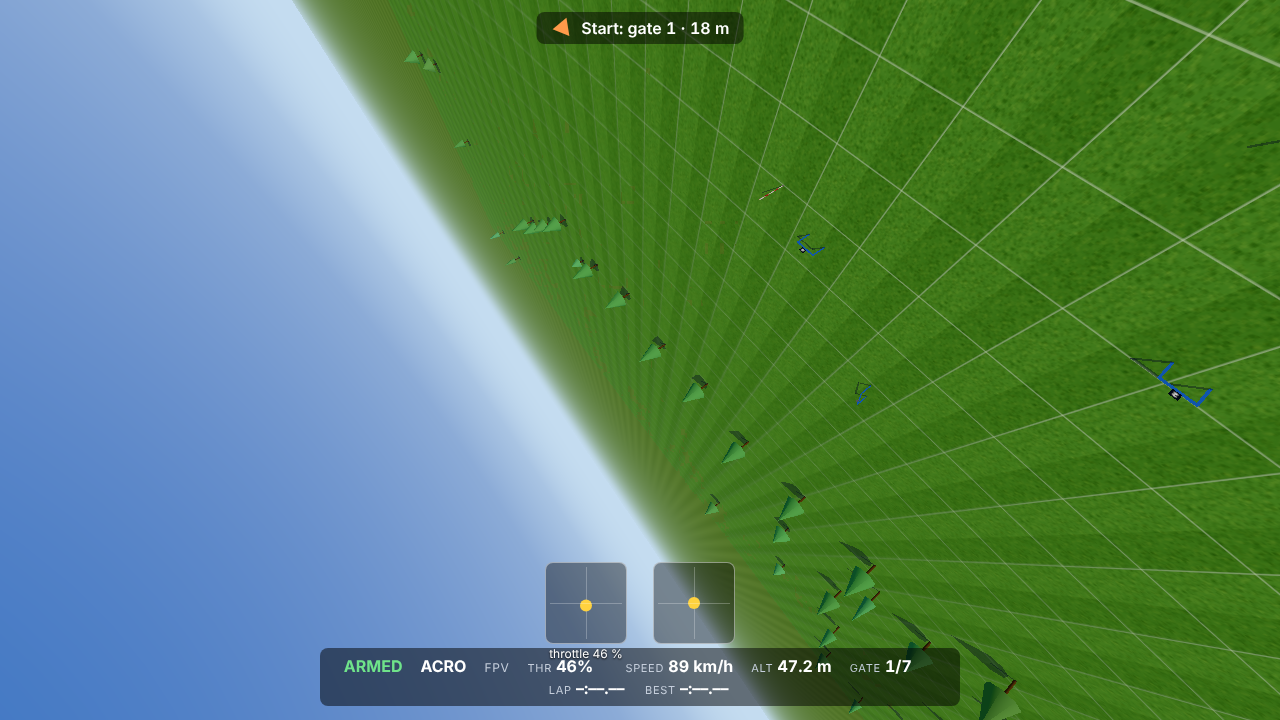 Start: gate 1 · 18 m
throttle 46 %
ARMED ACRO FPV THR 46% SPEED 89 km/h ALT 47.2 m GATE 1/7
LAP –:––.–– BEST –:––.––